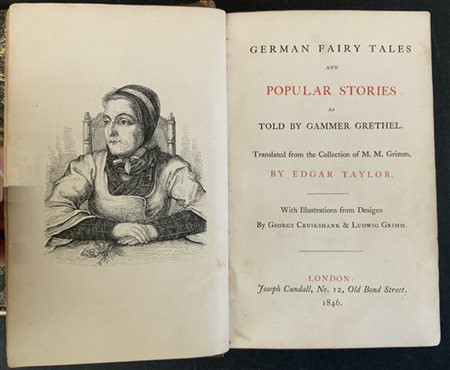 GERMAN FAIRY TALES
AND
POPULAR STORIES
AS
TOLD BY GAMMER GRETHEL.
Translated from the Collection of M. M. Grimm,
BY EDGAR TAYLOR.
With Illustrations from Designs
By George Cruikshank & Ludwig Grimm.
LONDON:
Joseph Cundall, No. 12, Old Bond Street.
1846.